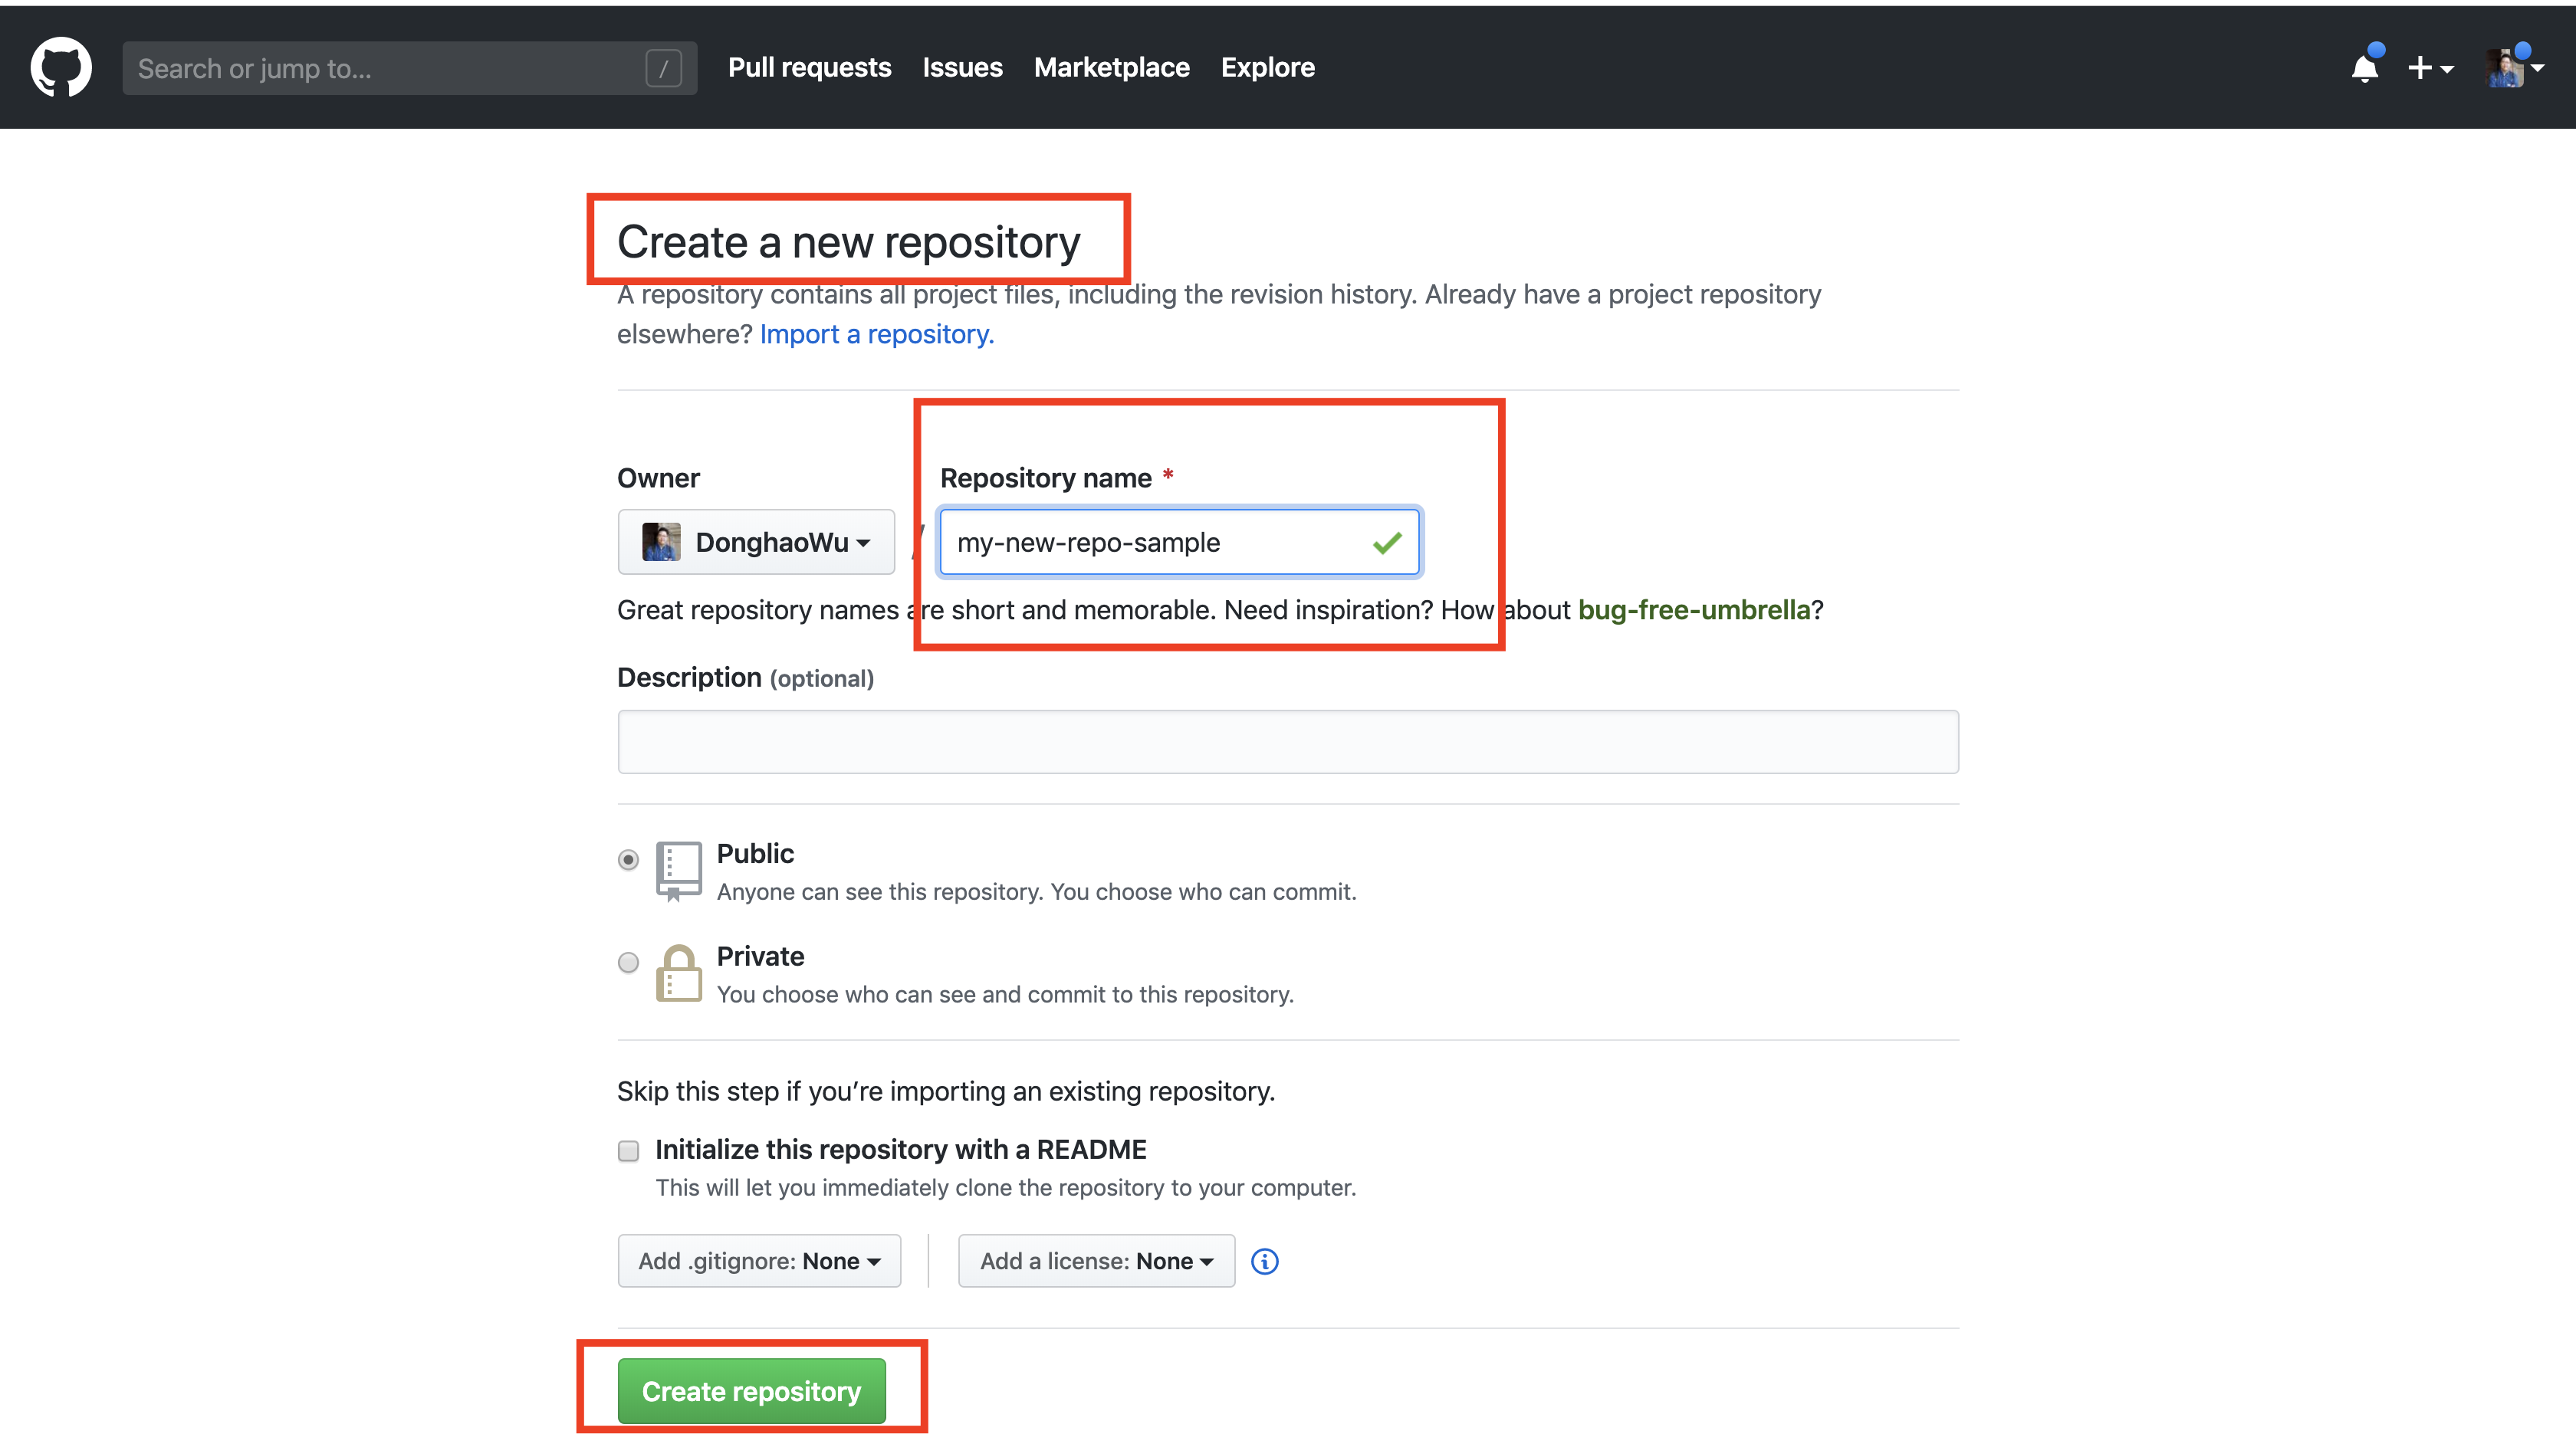 Search or jump to... /
Pull requests Issues Marketplace Explore
Create a new repository
A repository contains all project files, including the revision history. Already have a project repository
elsewhere? Import a repository.
Owner Repository name *
DonghaoWu / my-new-repo-sample
Great repository names are short and memorable. Need inspiration? How about bug-free-umbrella?
Description (optional)
Public
Anyone can see this repository. You choose who can commit.
Private
You choose who can see and commit to this repository.
Skip this step if you’re importing an existing repository.
Initialize this repository with a README
This will let you immediately clone the repository to your computer.
Add .gitignore: None Add a license: None
Create repository